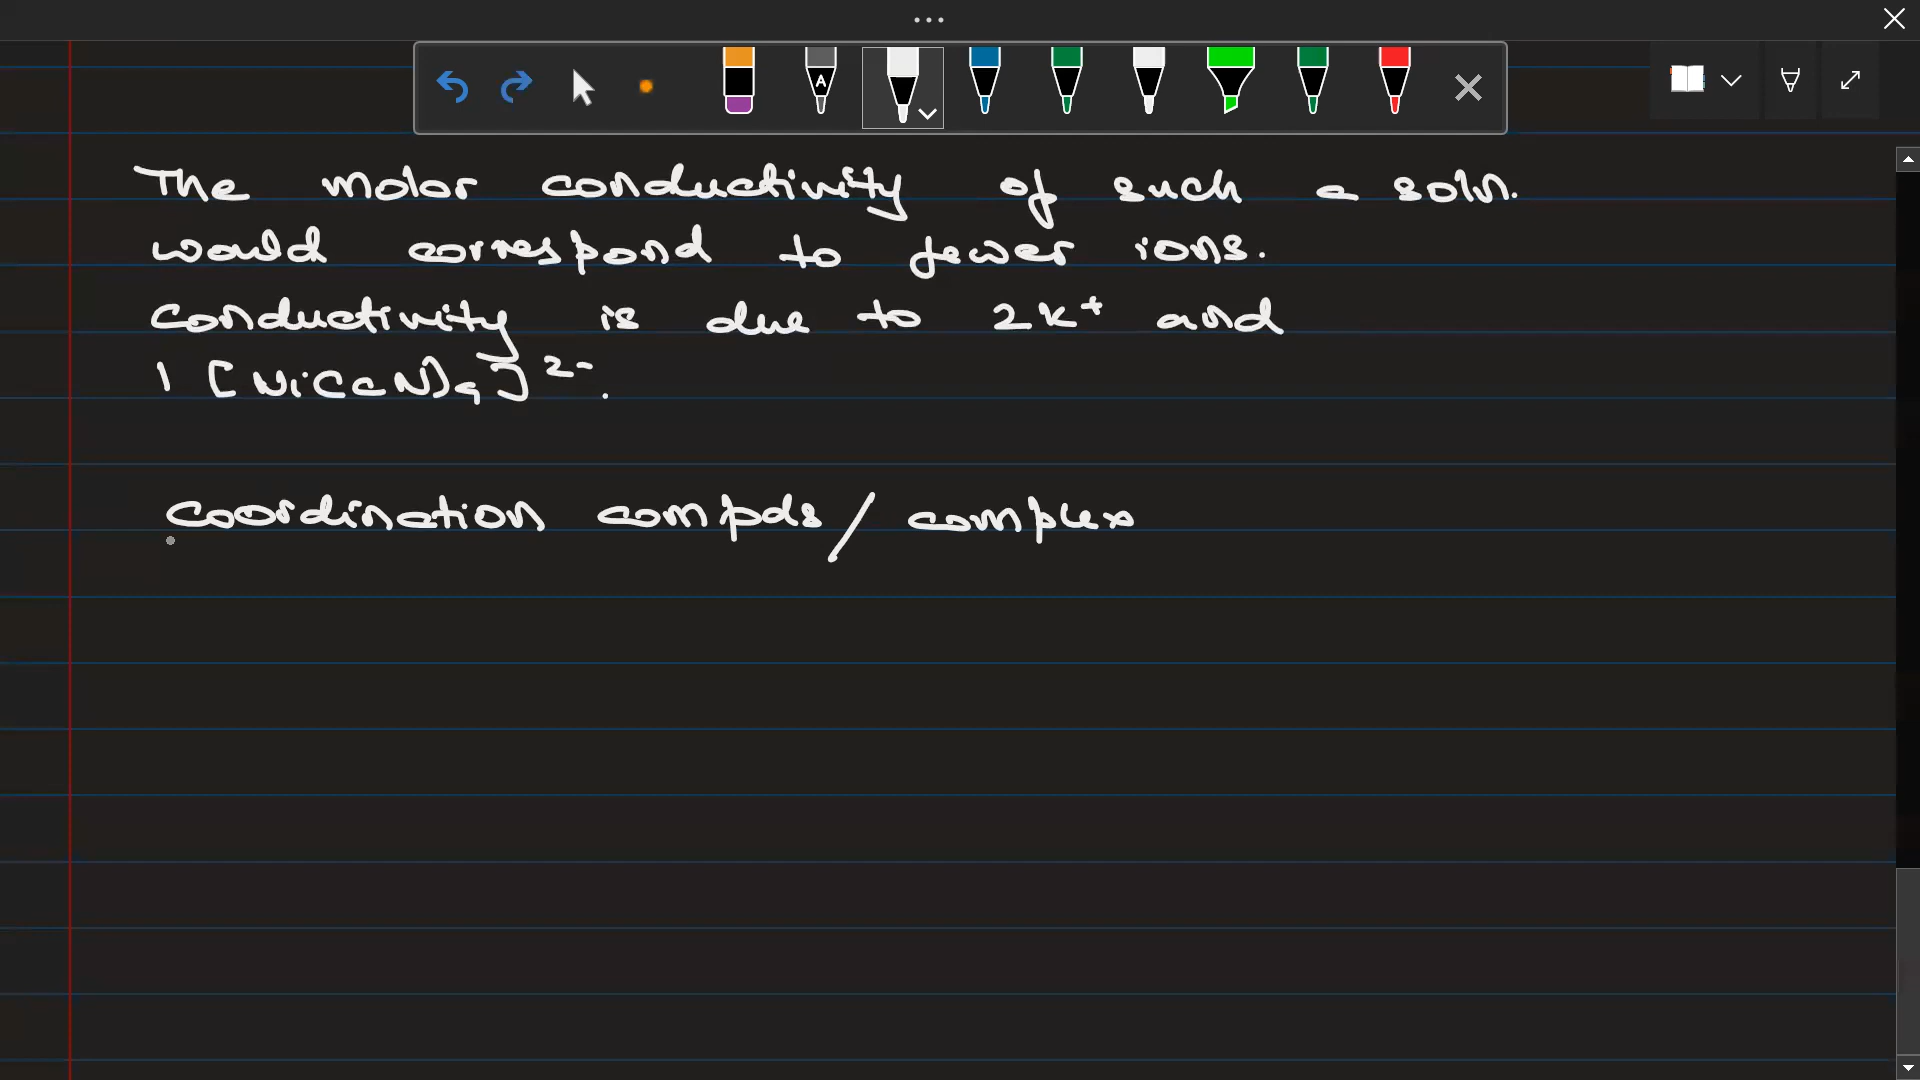 The molar conductivity of such a soln.
would correspond to fewer ions.
Conductivity is due to 2K⁺ and
1 [Ni(CN)₄]²⁻.
Coordination compds/complex